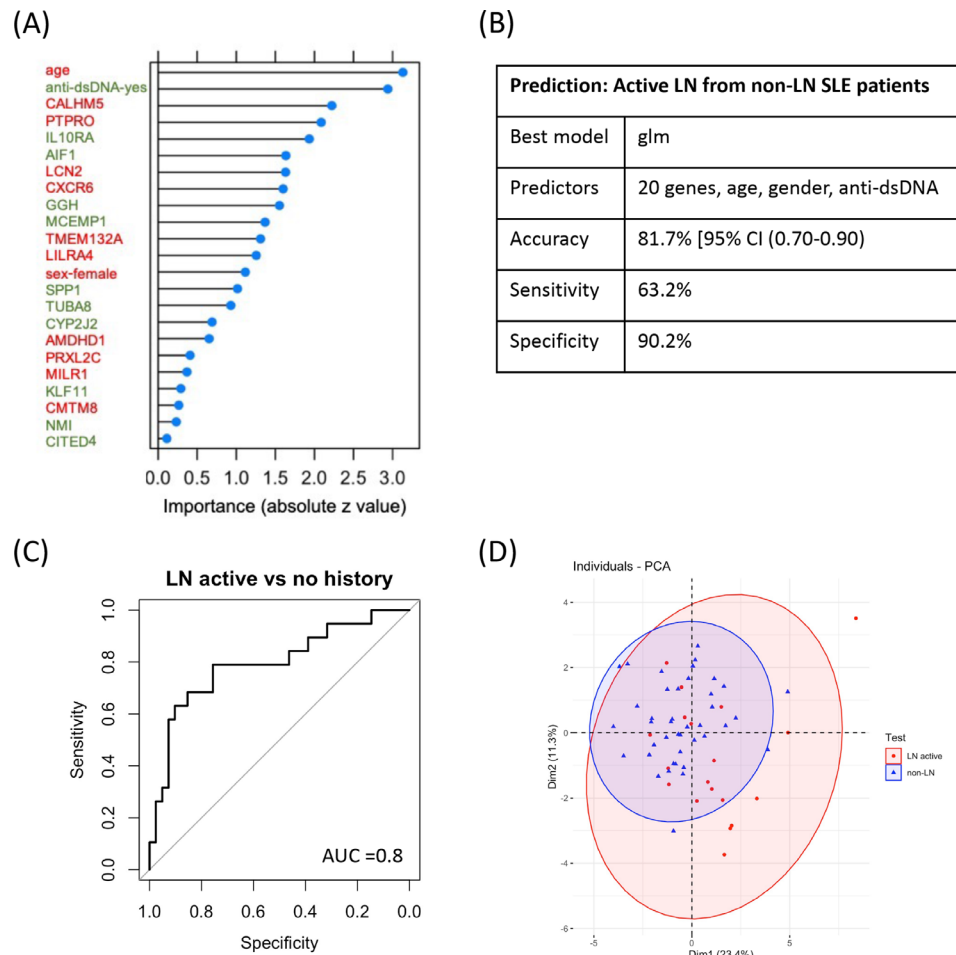 (A)
age
anti-dsDNA-yes
CALHM5
PTPRO
IL10RA
AIF1
LCN2
CXCR6
GGH
MCEMP1
TMEM132A
LILRA4
sex-female
SPP1
TUBA8
CYP2J2
AMDHD1
PRXL2C
MILR1
KLF11
CMTM8
NMI
CITED4
0.0 0.5 1.0 1.5 2.0 2.5 3.0
Importance (absolute z value)
(B)
Prediction: Active LN from non-LN SLE patients
Best model glm
Predictors 20 genes, age, gender, anti-dsDNA
Accuracy 81.7% [95% CI (0.70-0.90)
Sensitivity 63.2%
Specificity 90.2%
(C)
LN active vs no history
Sensitivity
1.0
0.8
0.6
0.4
0.2
0.0
AUC =0.8
1.0 0.8 0.6 0.4 0.2 0.0
Specificity
(D)
Individuals - PCA
Dim2 (11.3%)
4
2
0
-2
-4
-6
-5 0 5
Dim1 (23.4%)
Test
LN active
non-LN